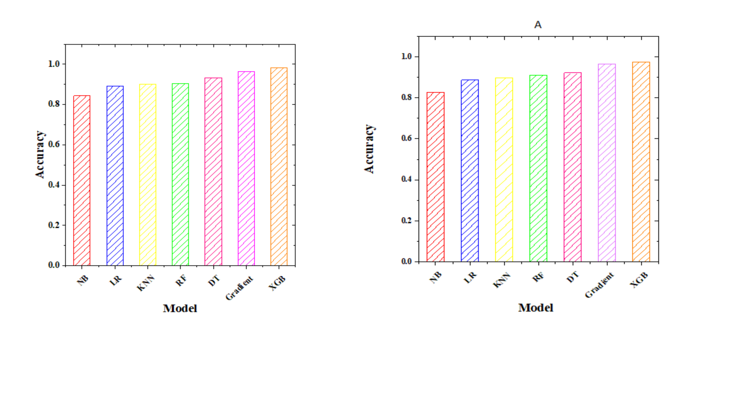 A
1.0
0.8
0.6
0.4
0.2
0.0
Accuracy
NB
LR
KNN
RF
DT
Gradient
XGB
Model
1.0
0.8
0.6
0.4
0.2
0.0
Accuracy
NB
LR
KNN
RF
DT
Gradient
XGB
Model